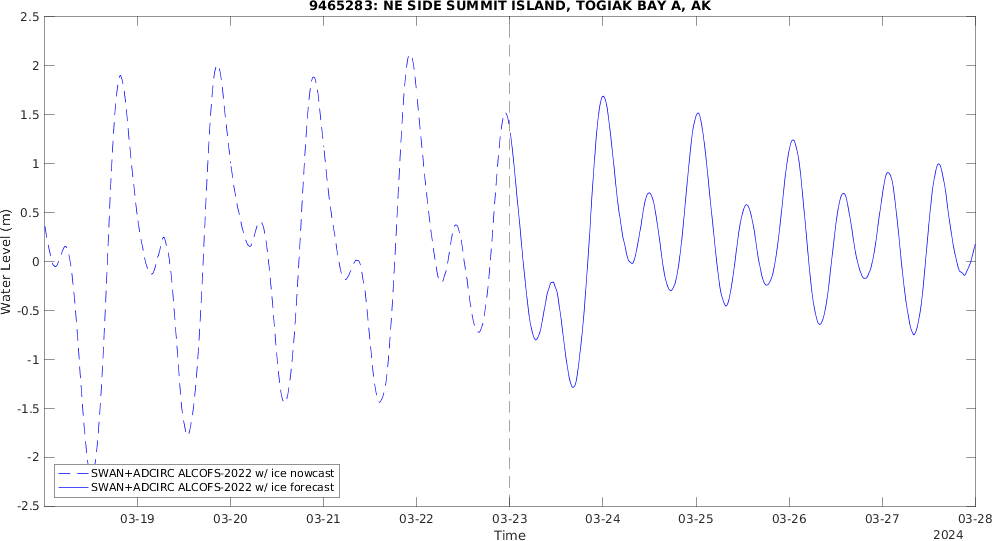 9465283: NE SIDE SUMMIT ISLAND, TOGIAK BAY A, AK
2.5
2
1.5
1
0.5
0
-0.5
-1
-1.5
-2
-2.5
Water Level (m)
SWAN+ADCIRC ALCOFS-2022 w/ ice nowcast
SWAN+ADCIRC ALCOFS-2022 w/ ice forecast
03-19 03-20 03-21 03-22 03-23 03-24 03-25 03-26 03-27 03-28
Time
2024